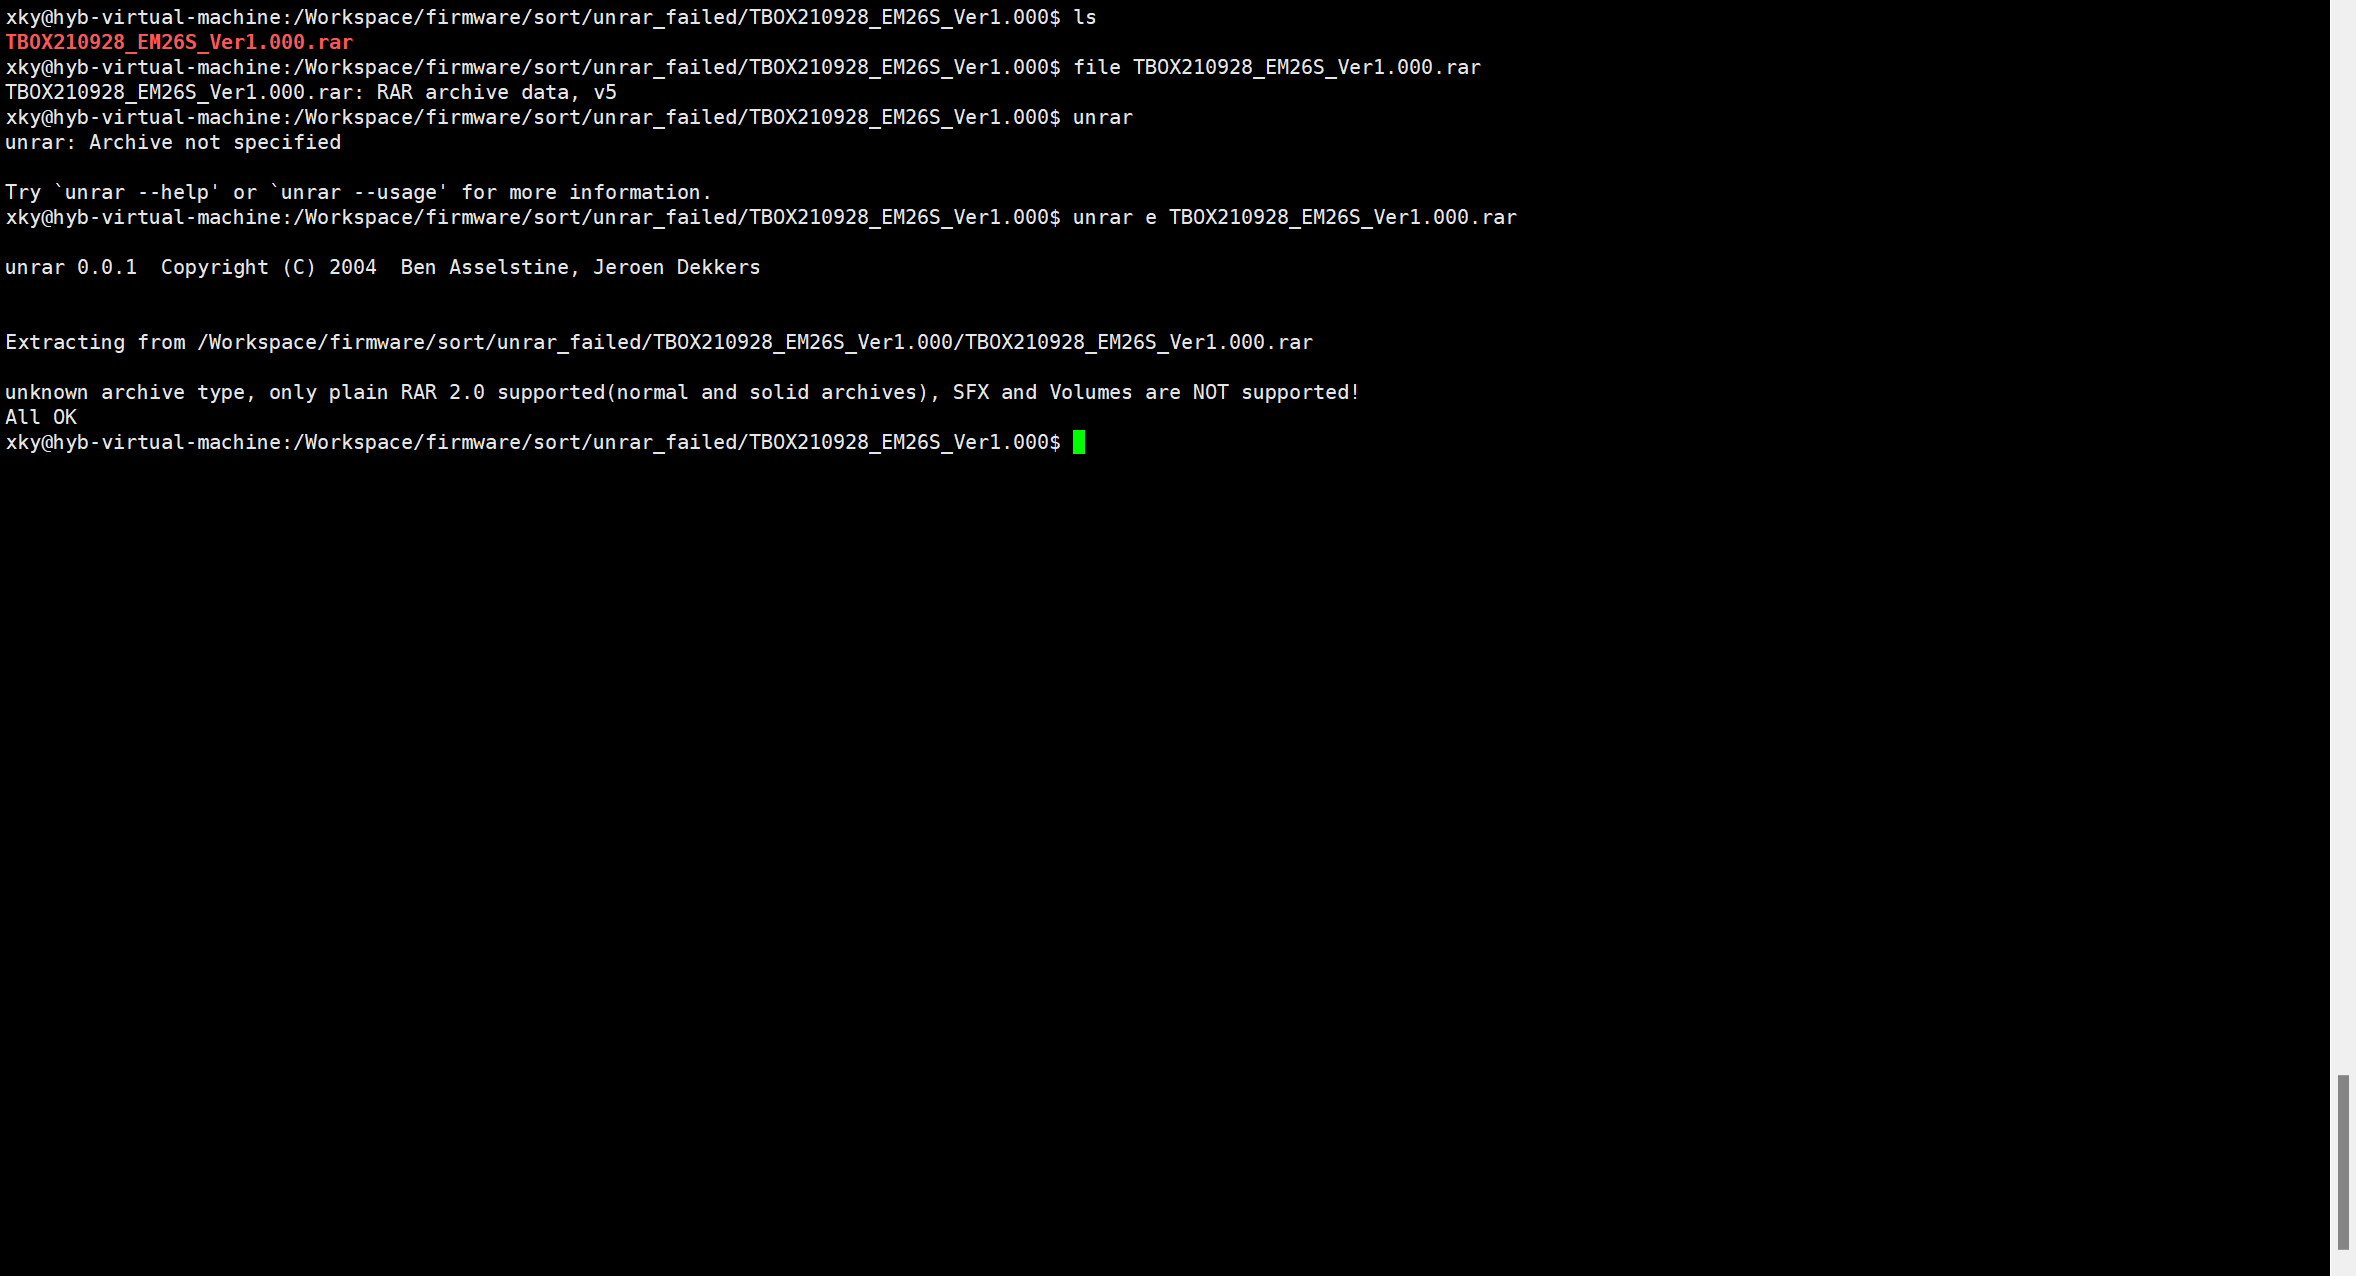 xky@hyb-virtual-machine:/Workspace/firmware/sort/unrar_failed/TBOX210928_EM26S_Ver1.000$ ls
TBOX210928_EM26S_Ver1.000.rar
xky@hyb-virtual-machine:/Workspace/firmware/sort/unrar_failed/TBOX210928_EM26S_Ver1.000$ file TBOX210928_EM26S_Ver1.000.rar
TBOX210928_EM26S_Ver1.000.rar: RAR archive data, v5
xky@hyb-virtual-machine:/Workspace/firmware/sort/unrar_failed/TBOX210928_EM26S_Ver1.000$ unrar
unrar: Archive not specified
Try `unrar --help' or `unrar --usage' for more information.
xky@hyb-virtual-machine:/Workspace/firmware/sort/unrar_failed/TBOX210928_EM26S_Ver1.000$ unrar e TBOX210928_EM26S_Ver1.000.rar
unrar 0.0.1  Copyright (C) 2004  Ben Asselstine, Jeroen Dekkers
Extracting from /Workspace/firmware/sort/unrar_failed/TBOX210928_EM26S_Ver1.000/TBOX210928_EM26S_Ver1.000.rar
unknown archive type, only plain RAR 2.0 supported(normal and solid archives), SFX and Volumes are NOT supported!
All OK
xky@hyb-virtual-machine:/Workspace/firmware/sort/unrar_failed/TBOX210928_EM26S_Ver1.000$